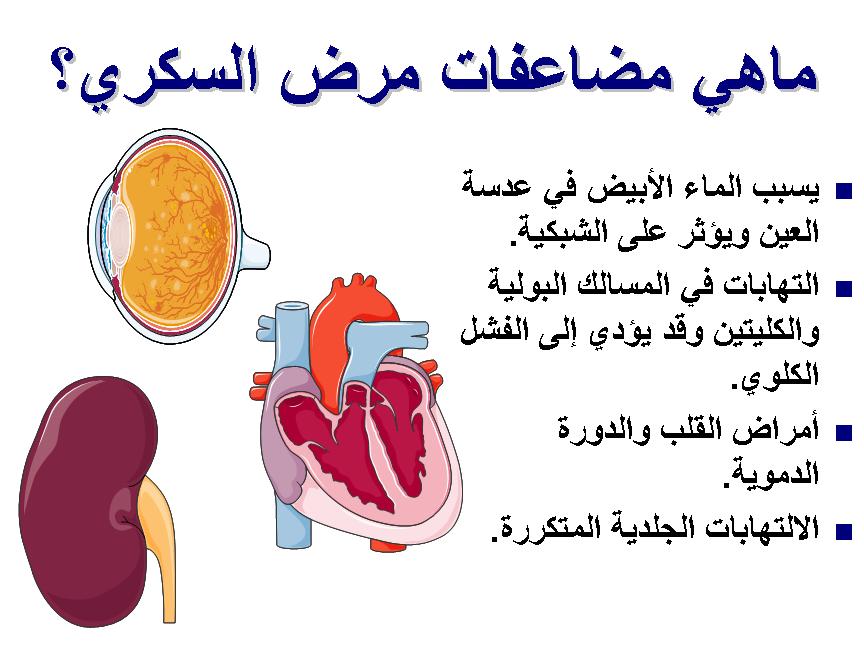 ماهي مضاعفات مرض السكري؟
يسبب الماء الأبيض في عدسة
العين ويؤثر على الشبكية.
التهابات في المسالك البولية
والكليتين وقد يؤدي إلى الفشل
الكلوي.
أمراض القلب والدورة
الدموية.
الالتهابات الجلدية المتكررة.